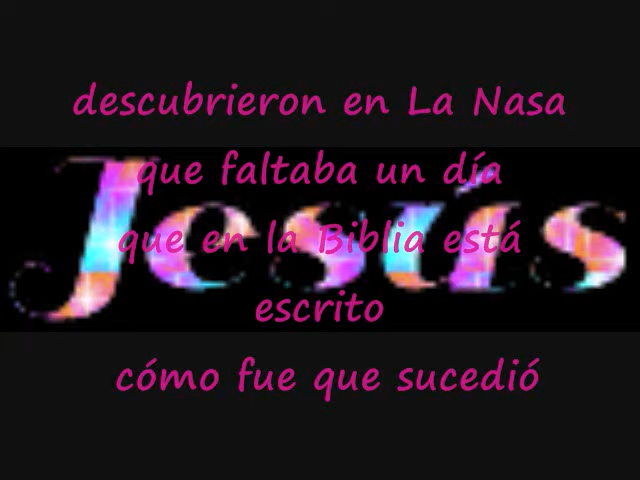 descubrieron en La Nasa
que faltaba un día
Jesús
que en la Biblia está
escrito
cómo fue que sucedió